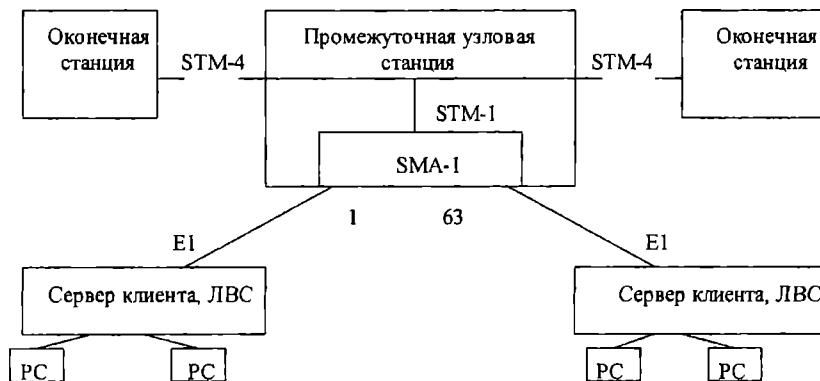 Оконечная
станция
STM-4
Промежуточная узловая
станция
STM-4
Оконечная
станция
STM-1
SMA-1
1
63
E1
E1
Сервер клиента, ЛВС
Сервер клиента, ЛВС
PC
PC
PC
PC